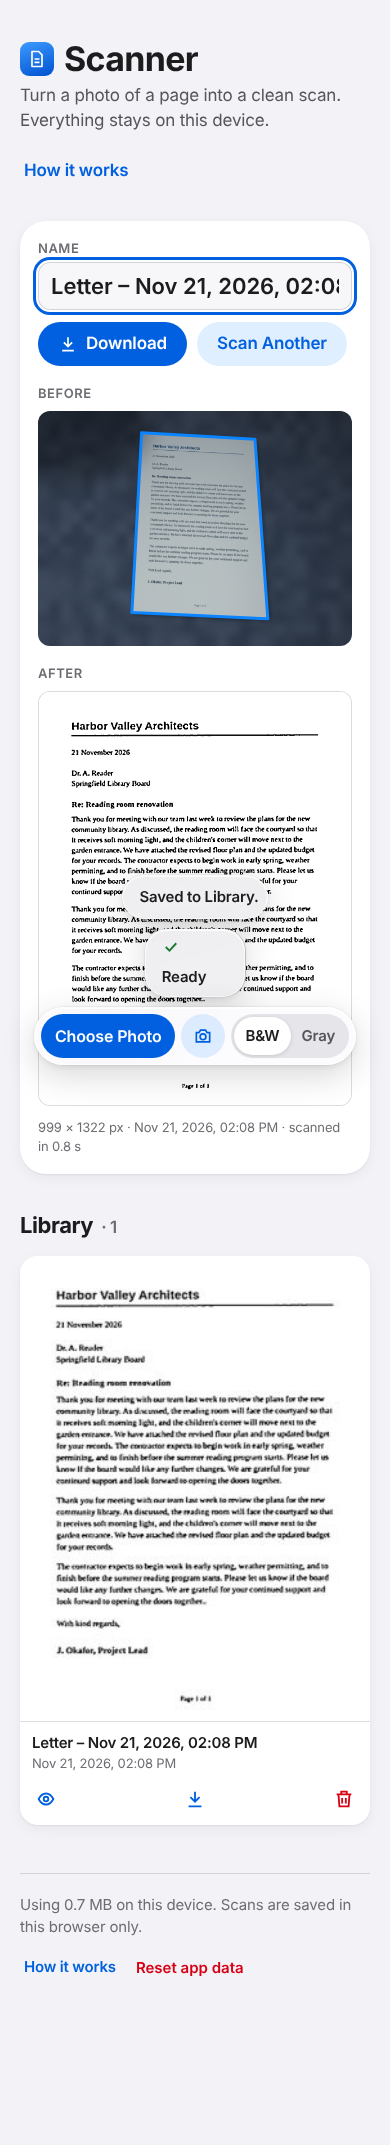 Scanner
Turn a photo of a page into a clean scan.
Everything stays on this device.
How it works
NAME
Letter – Nov 21, 2026, 02:08
Download
Scan Another
BEFORE
Harbor Valley Architects
AFTER
Harbor Valley Architects
21 November 2026
Dr. A. Reader
Springfield Library Board
Re: Reading room renovation
Thank you for meeting with our team last week to review the plans for the new
community library. As discussed, the reading room will face the courtyard so that
it receives soft morning light, and the children's corner will move next to the
garden entrance. We have attached the revised floor plan and the updated budget
for your records. The contractor expects to begin work in early spring, weather
permitting, and to finish before the summer reading program starts. Please let us
know if the board
eful for your
continued suppor
Saved to Library.
Thank you for me
plans for the new
community library.
it receives soft
garden entrance.
for your records.
Ready
The contractor expects
her permitting, and to
finish before the summe
know if the board
would like any further changes. We are grateful for your continued support and
look forward to opening the doors together..
Choose Photo
B&W
Gray
Page 1 of 1
999 × 1322 px · Nov 21, 2026, 02:08 PM · scanned
in 0.8 s
Library · 1
Harbor Valley Architects
21 November 2026
Dr. A. Reader
Springfield Library Board
Re: Reading room renovation
Thank you for meeting with our team last week to review the plans for the new
community library. As discussed, the reading room will face the courtyard so that
it receives soft morning light, and the children's corner will move next to the
garden entrance. We have attached the revised floor plan and the updated budget
for your records. The contractor expects to begin work in early spring, weather
permitting, and to finish before the summer reading program starts. Please let us
know if the board would like any further changes. We are grateful for your
continued support and look forward to opening the doors together.
Thank you for meeting with our team last week to review the plans for the new
community library. As discussed, the reading room will face the courtyard so that
it receives soft morning light, and the children's corner will move next to the
garden entrance. We have attached the revised floor plan and the updated budget
for your records.
The contractor expects to begin work in early spring, weather permitting, and to
finish before the summer reading program starts. Please let us know if the board
would like any further changes. We are grateful for your continued support and
look forward to opening the doors together..
With kind regards,
J. Okafor, Project Lead
Page 1 of 1
Letter – Nov 21, 2026, 02:08 PM
Nov 21, 2026, 02:08 PM
Using 0.7 MB on this device. Scans are saved in
this browser only.
How it works
Reset app data